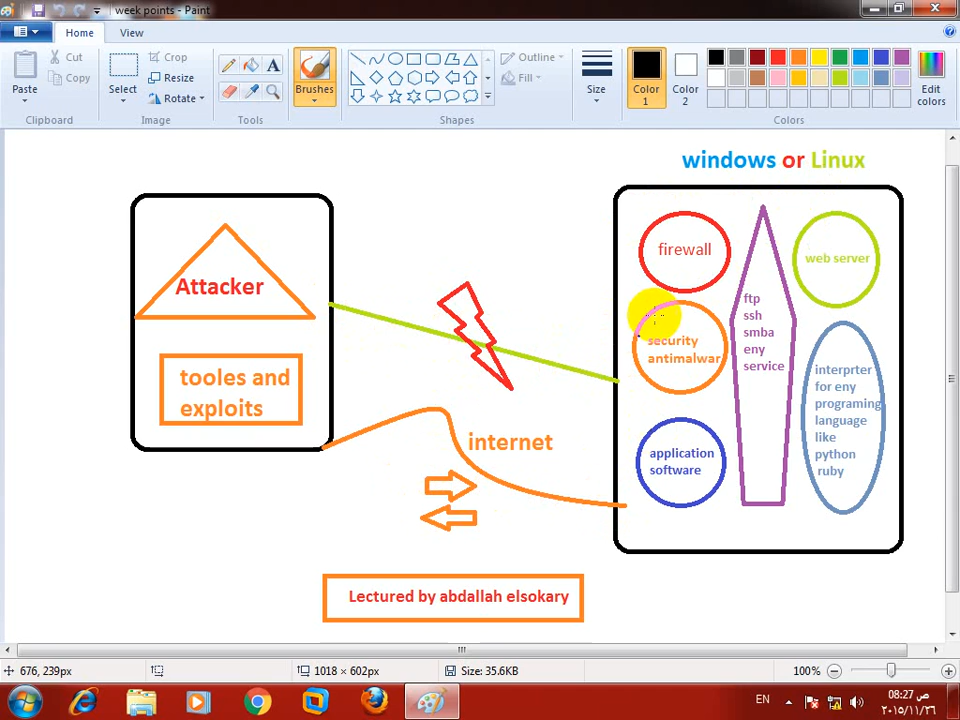 week points - Paint
Home
View
Paste
Cut
Copy
Clipboard
Select
Crop
Resize
Rotate
Image
A
Tools
Brushes
Shapes
Outline
Fill
Size
Color
1
Color
2
Edit
colors
Colors
windows or Linux
Attacker
tooles and
exploits
internet
firewall
security
antimalwar
application
software
ftp
ssh
smba
eny
service
web server
interprter
for eny
programing
language
like
python
ruby
Lectured by abdallah elsokary
676, 239px
1018 × 602px
Size: 35.6KB
100%
EN
08:27 ص
٢٠١٥/١١/٢٦